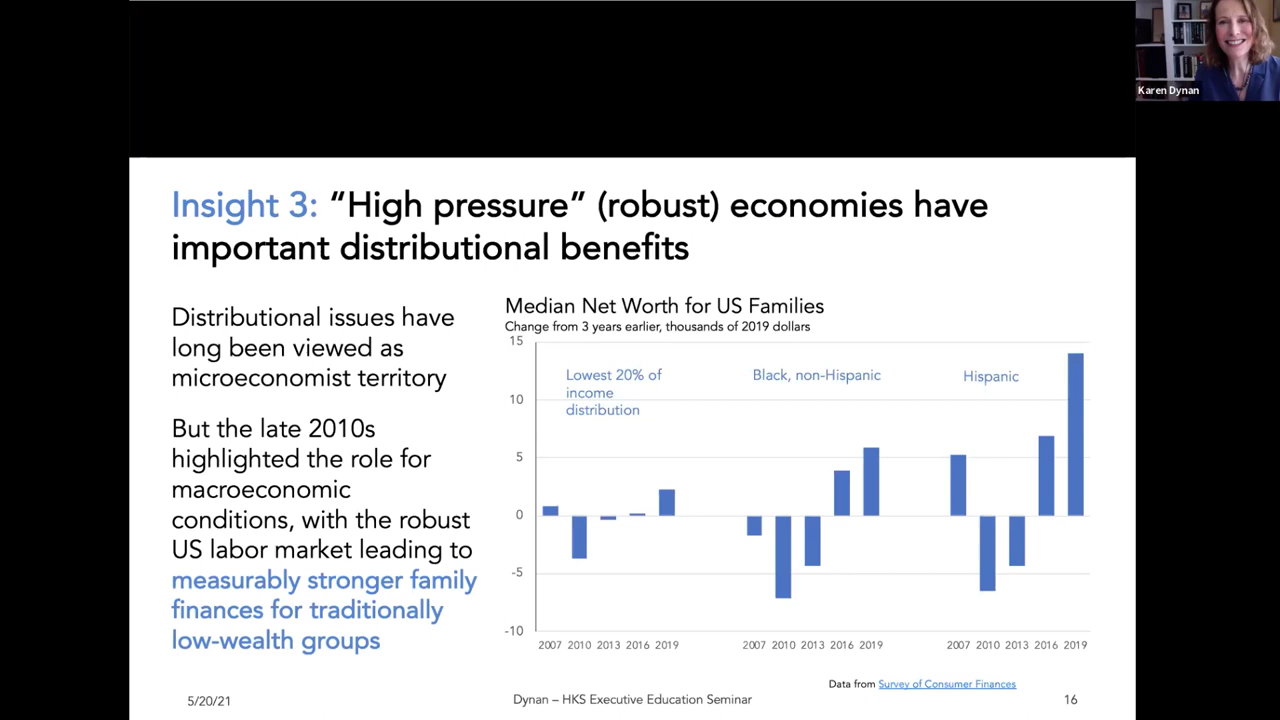 Karen Dynan
Insight 3: “High pressure” (robust) economies have
important distributional benefits
Distributional issues have
long been viewed as
microeconomist territory
But the late 2010s
highlighted the role for
macroeconomic
conditions, with the robust
US labor market leading to
measurably stronger family
finances for traditionally
low-wealth groups
Median Net Worth for US Families
Change from 3 years earlier, thousands of 2019 dollars
15
10
5
0
-5
-10
Lowest 20% of
income
distribution
Black, non-Hispanic
Hispanic
2007 2010 2013 2016 2019
2007 2010 2013 2016 2019
2007 2010 2013 2016 2019
Data from Survey of Consumer Finances
5/20/21
Dynan – HKS Executive Education Seminar
16